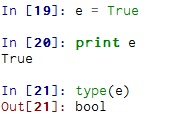 In [19]: e = True
In [20]: print e
True
In [21]: type(e)
Out[21]: bool